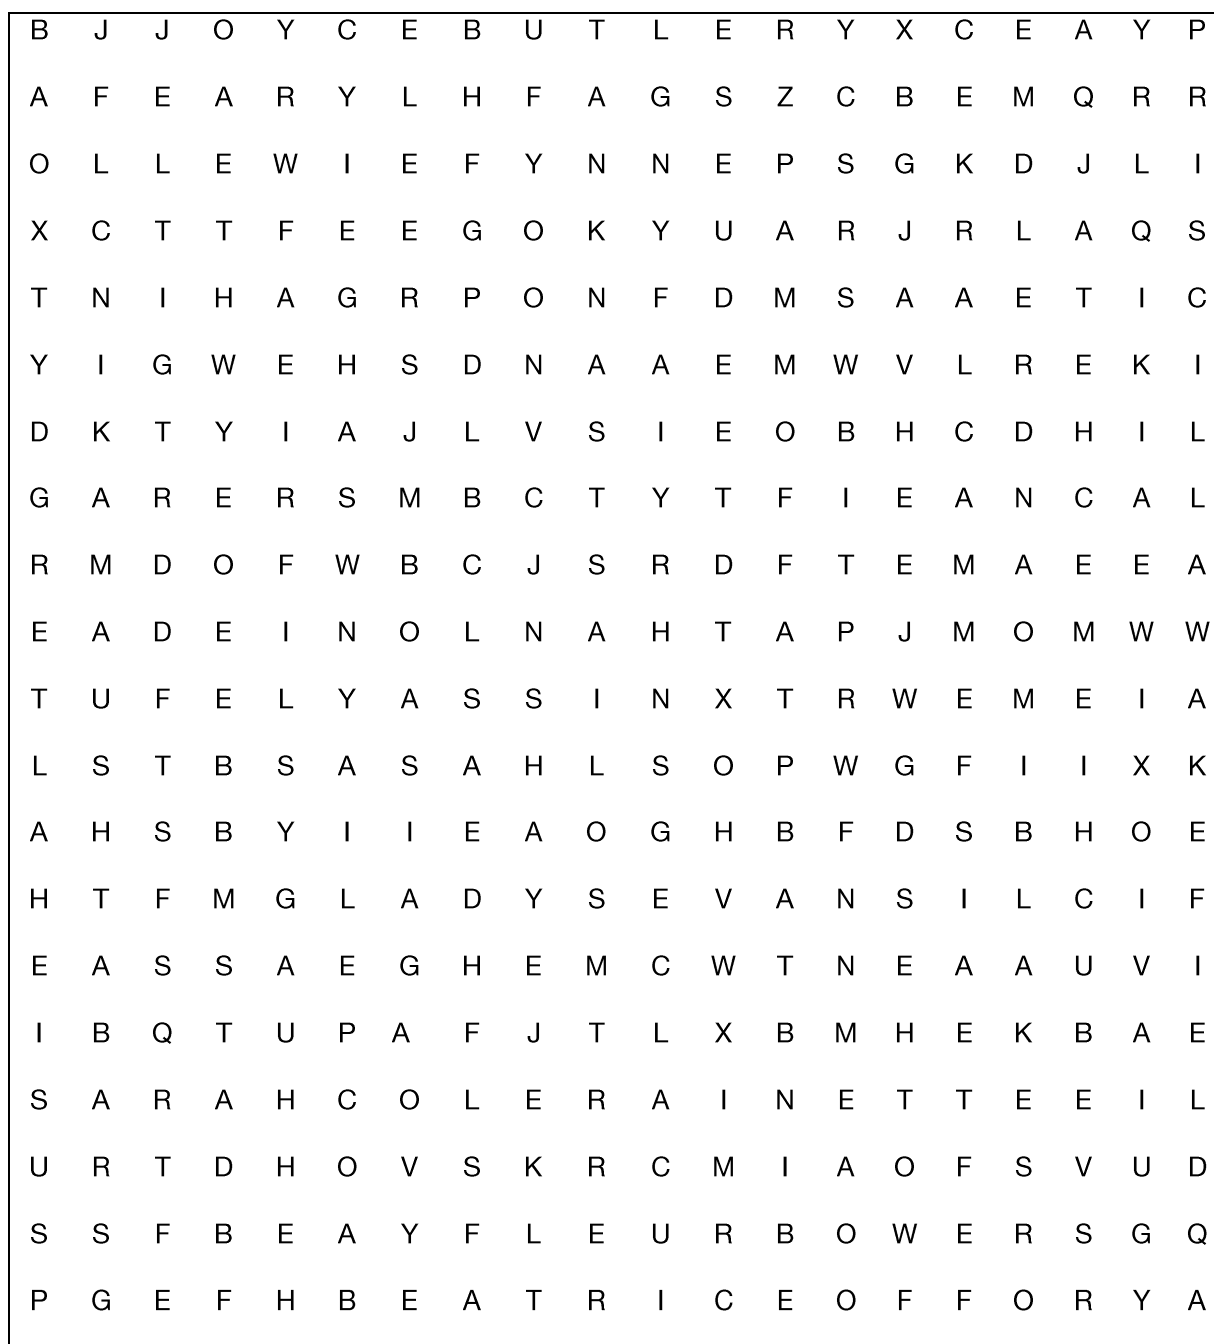 B J J O Y C E B U T L E R Y X C E A Y P
A F E A R Y L H F A G S Z C B E M Q R R
O L L E W I E F Y N N E P S G K D J L I
X C T T F E E G O K Y U A R J R L A Q S
T N I H A G R P O N F D M S A A E T I C
Y I G W E H S D N A A E M W V L R E K I
D K T Y I A J L V S I E O B H C D H I L
G A R E R S M B C T Y T F I E A N C A L
R M D O F W B C J S R D F T E M A E E A
E A D E I N O L N A H T A P J M O M W W
T U F E L Y A S S I N X T R W E M E I A
L S T B S A S A H L S O P W G F I I X K
A H S B Y I I E A O G H B F D S B H O E
H T F M G L A D Y S E V A N S I L C I F
E A S S A E G H E M C W T N E A A U V I
I B Q T U P A F J T L X B M H E K B A E
S A R A H C O L E R A I N E T T E E I L
U R T D H O V S K R C M I A O F S V U D
S S F B E A Y F L E U R B O W E R S G Q
P G E F H B E A T R I C E O F F O R Y A